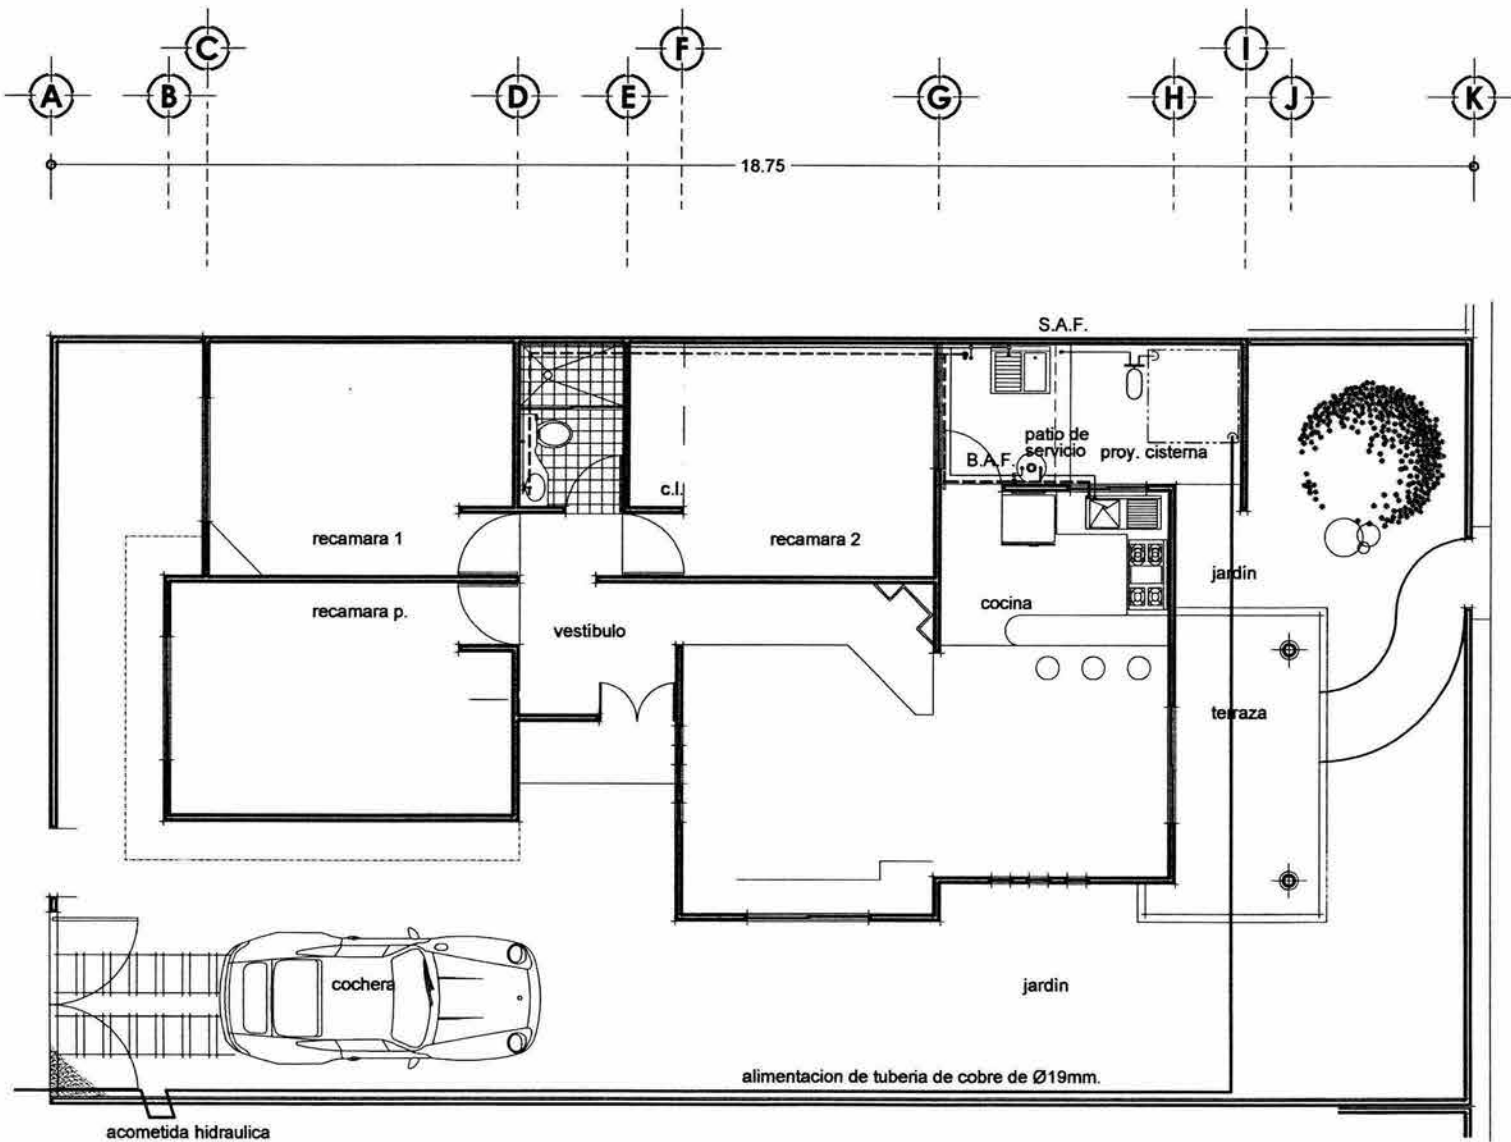 C
F
I
A
B
D
E
G
H
J
K
18.75
S.A.F.
patio de
servicio
proy. cisterna
B.A.F.
c.l.
recamara 1
recamara 2
jardin
cocina
recamara p.
vestibulo
terraza
cochera
jardin
alimentacion de tuberia de cobre de Ø19mm.
acometida hidraulica